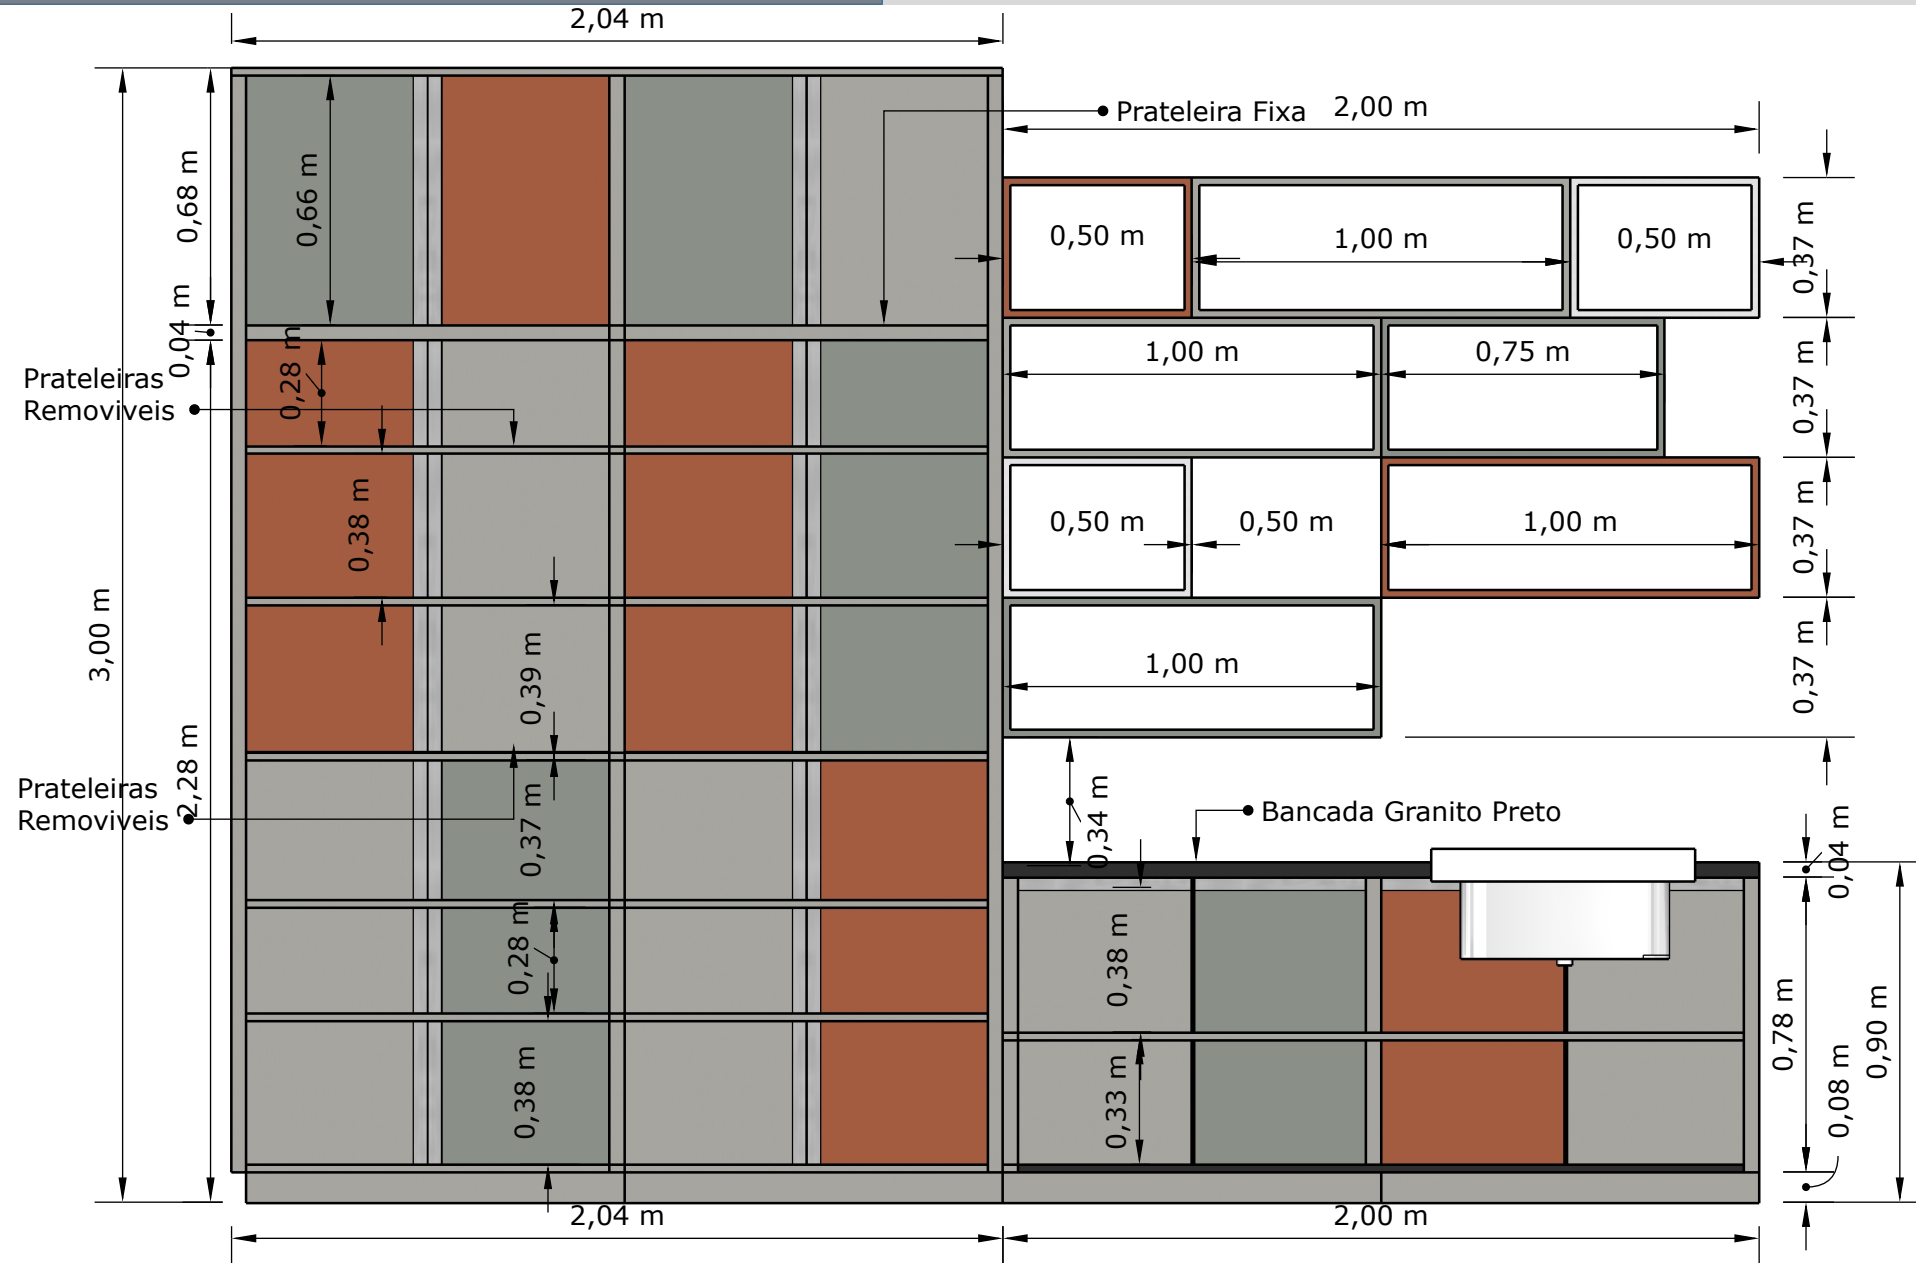 2,04 m
Prateleira Fixa
2,00 m
0,68 m
0,66 m
0,50 m
1,00 m
0,50 m
0,37 m
0,04 m
0,28 m
1,00 m
0,75 m
0,37 m
Prateleiras
Removiveis
0,38 m
0,50 m
0,50 m
1,00 m
0,37 m
3,00 m
0,39 m
1,00 m
0,37 m
2,28 m
Prateleiras
Removiveis
0,37 m
0,34 m
Bancada Granito Preto
0,04 m
0,28 m
0,38 m
0,78 m
0,90 m
0,38 m
0,33 m
0,08 m
2,04 m
2,00 m